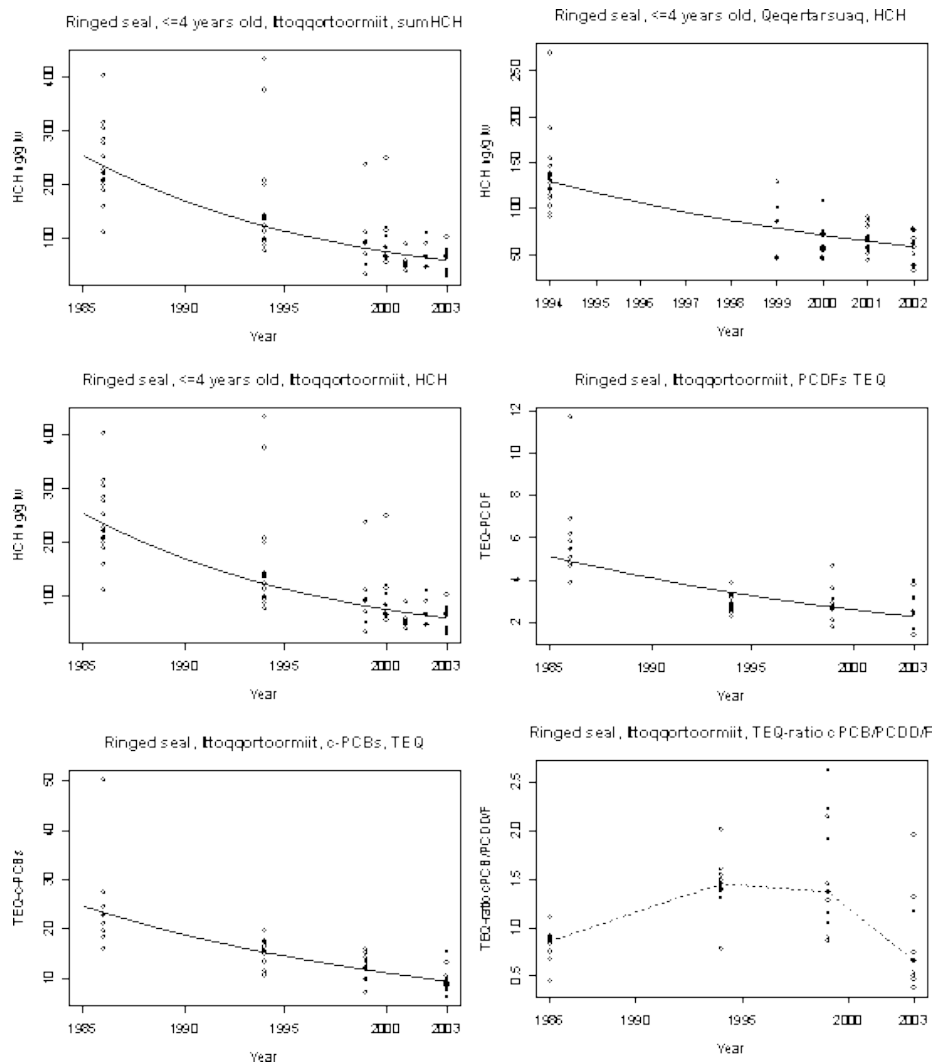 Ringed seal, <=4 years old, Ittoqqortoormiit, sumHCH
HCH ng/g lw
400
300
200
100
1985 1990 1995 2000 2003
Year
Ringed seal, <=4 years old, Qeqertarsuaq, HCH
HCH ng/g lw
250
200
150
100
50
1994 1995 1996 1997 1998 1999 2000 2001 2002
Year
Ringed seal, <=4 years old, Ittoqqortoormiit, HCH
HCH ng/g lw
400
300
200
100
1985 1990 1995 2000 2003
Year
Ringed seal, Ittoqqortoormiit, PCDFs TEQ
TEQ-PCDF
12
10
8
6
4
2
1985 1990 1995 2000 2003
Year
Ringed seal, Ittoqqortoormiit, c-PCBs, TEQ
TEQ-c-PCBs
50
40
30
20
10
1985 1990 1995 2000 2003
Year
Ringed seal, Ittoqqortoormiit, TEQ-ratio cPCB/PCDD/F
TEQ-ratio cPCB/PCDD/F
2.5
2.0
1.5
1.0
0.5
1986 1990 1995 2000 2003
Year